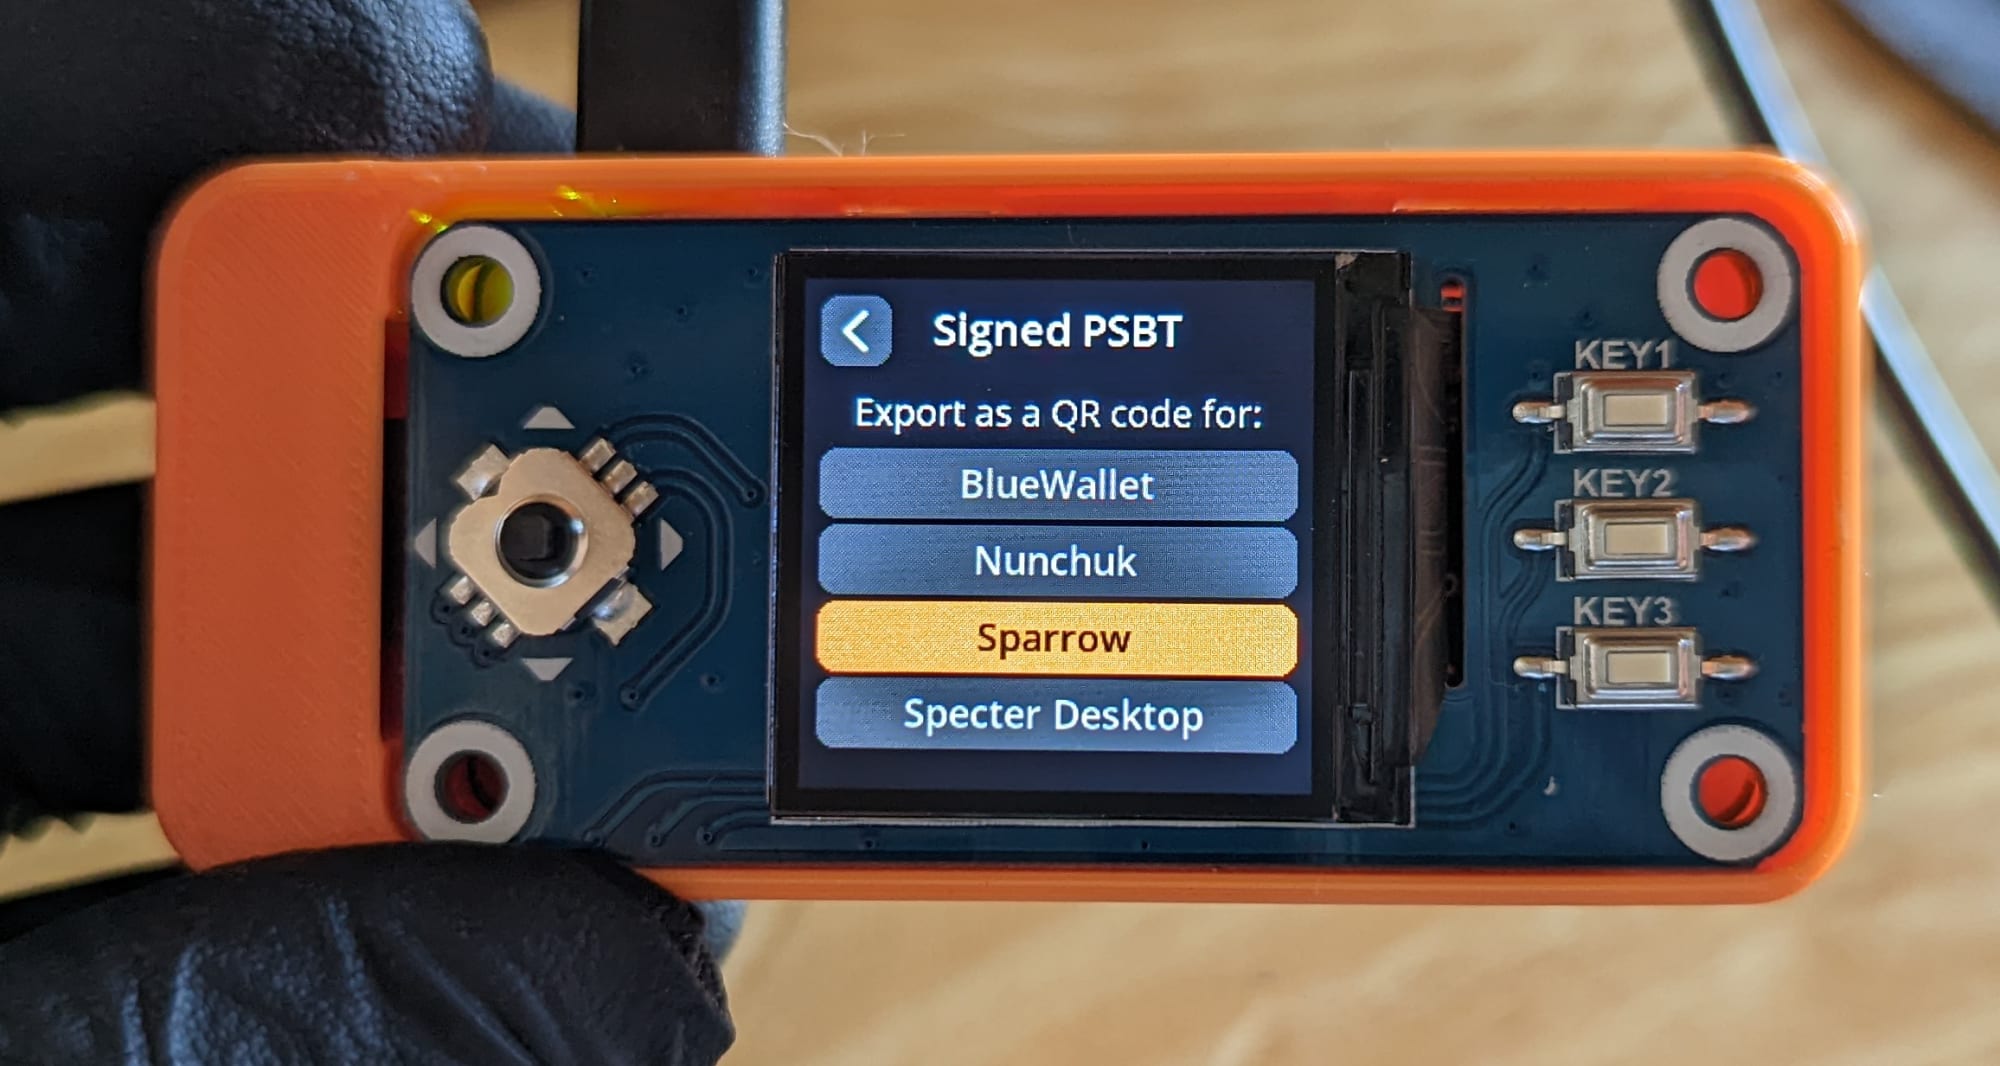 Signed PSBT
Export as a QR code for:
BlueWallet
Nunchuk
Sparrow
Specter Desktop
KEY1
KEY2
KEY3